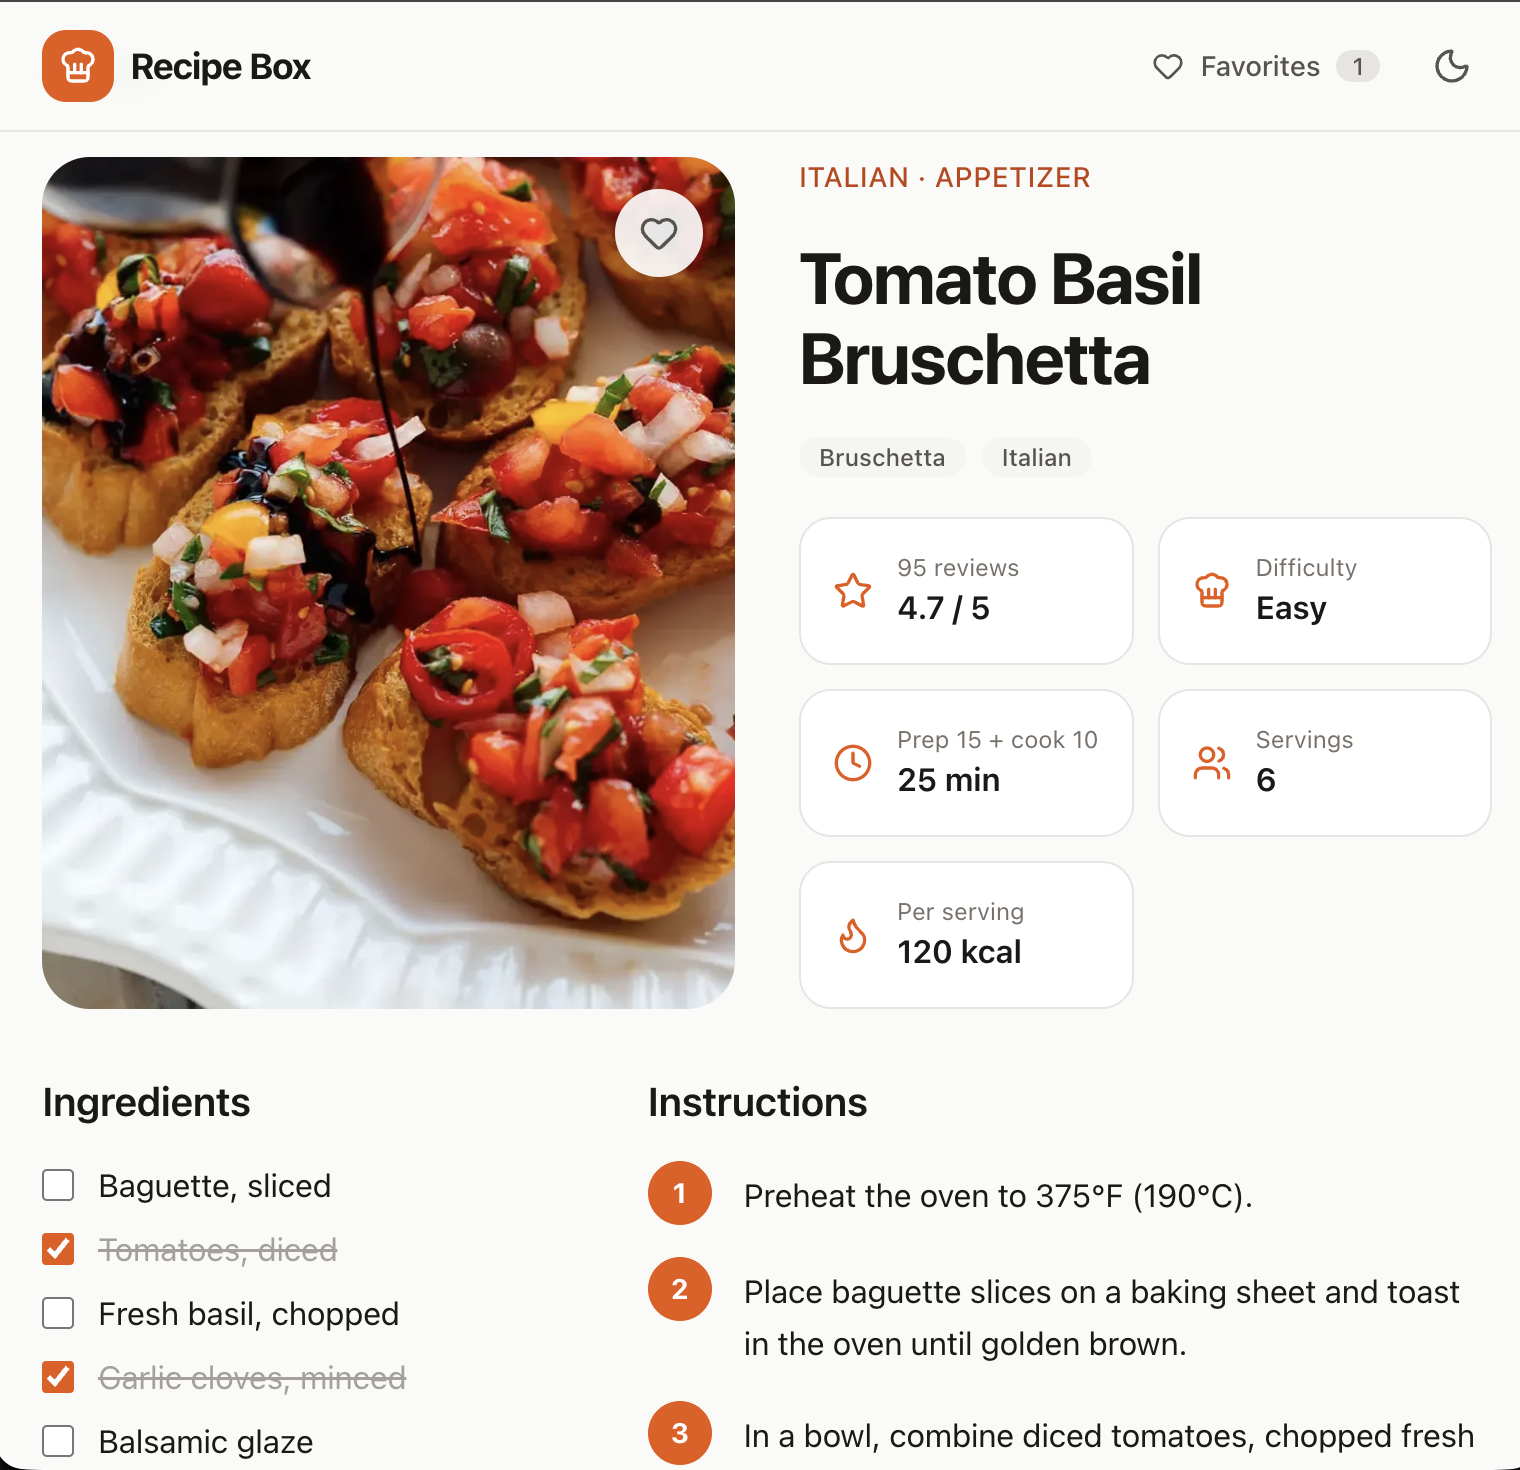 Recipe Box
Favorites 1
ITALIAN · APPETIZER
Tomato Basil
Bruschetta
Bruschetta Italian
95 reviews
4.7 / 5
Difficulty
Easy
Prep 15 + cook 10
25 min
Servings
6
Per serving
120 kcal
Ingredients
Baguette, sliced
Tomatoes, diced
Fresh basil, chopped
Garlic cloves, minced
Balsamic glaze
Instructions
1 Preheat the oven to 375°F (190°C).
2 Place baguette slices on a baking sheet and toast
in the oven until golden brown.
3 In a bowl, combine diced tomatoes, chopped fresh